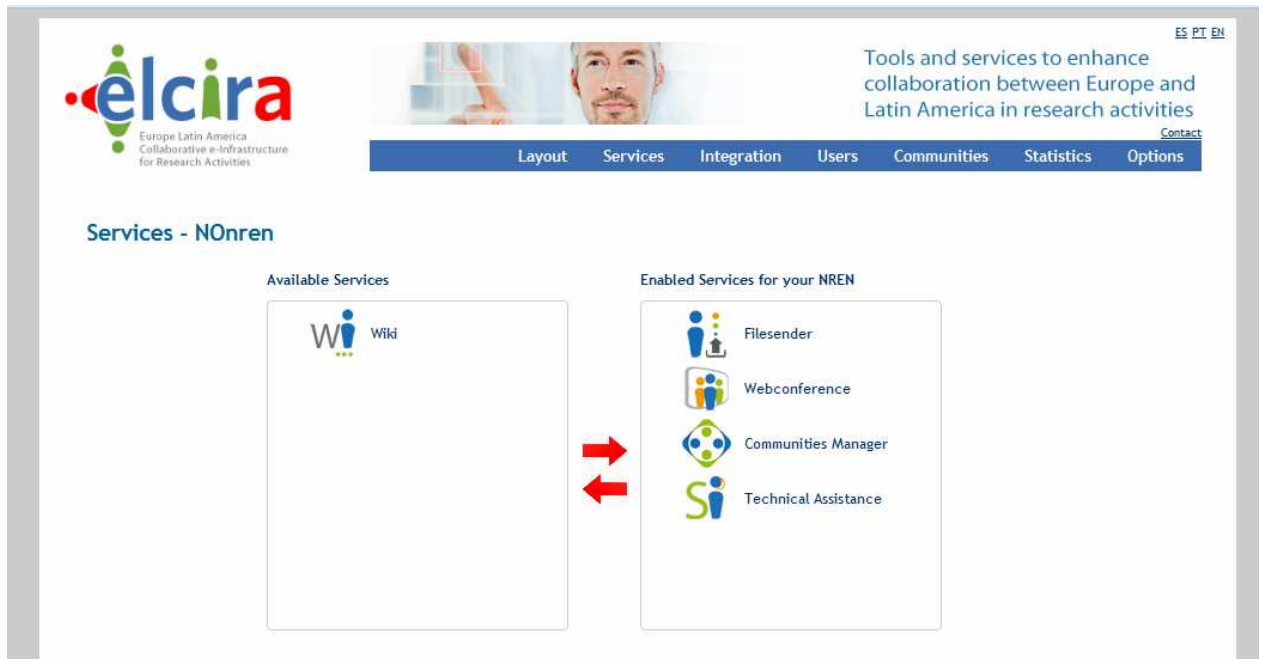 ES PT EN
elcira
Europe Latin America
Collaborative e-Infrastructure
for Research Activities
Tools and services to enhance
collaboration between Europe and
Latin America in research activities
Contact
Layout Services Integration Users Communities Statistics Options
Services - NOnren
Available Services
Wiki
Enabled Services for your NREN
Filesender
Webconference
Communities Manager
Technical Assistance